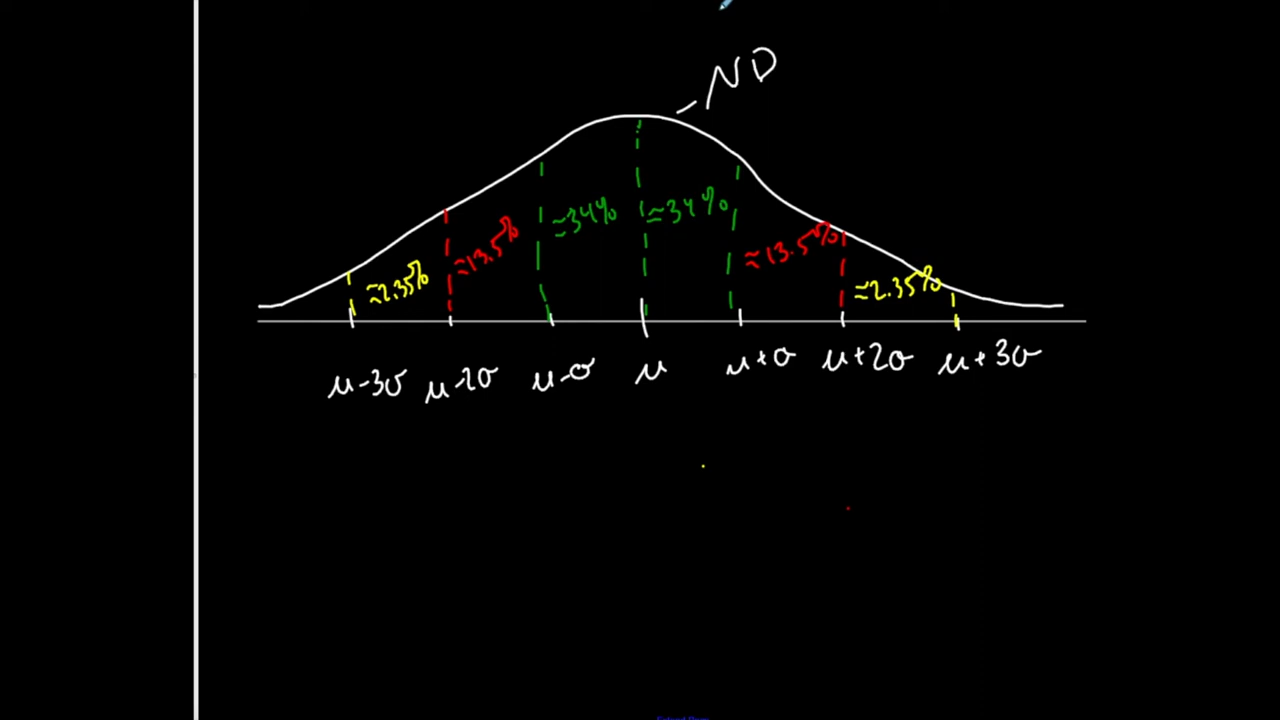 ND
≈34% ≈34%
≈13.5% ≈13.5%
≈2.35% ≈2.35%
μ-3σ μ-2σ μ-σ μ μ+σ μ+2σ μ+3σ